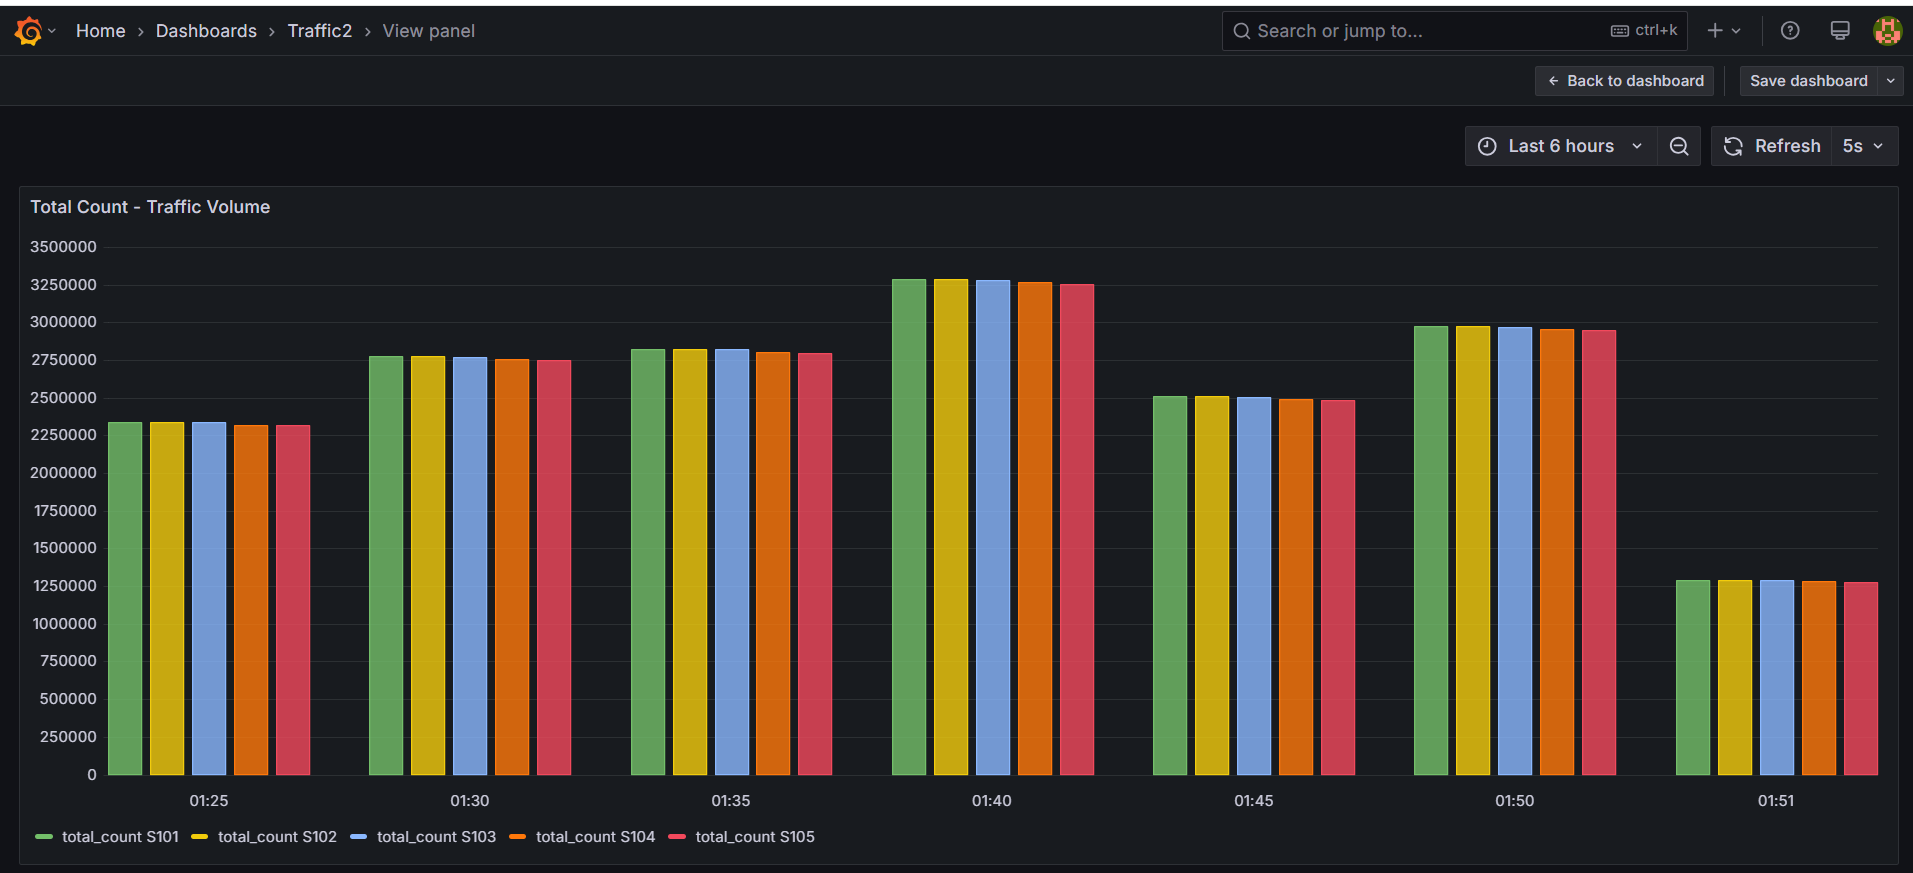 Home › Dashboards › Traffic2 › View panel
Search or jump to... ctrl+k
Back to dashboard
Save dashboard
Last 6 hours
Refresh
5s
Total Count - Traffic Volume
3500000
3250000
3000000
2750000
2500000
2250000
2000000
1750000
1500000
1250000
1000000
750000
500000
250000
0
01:25 01:30 01:35 01:40 01:45 01:50 01:51
total_count S101 total_count S102 total_count S103 total_count S104 total_count S105